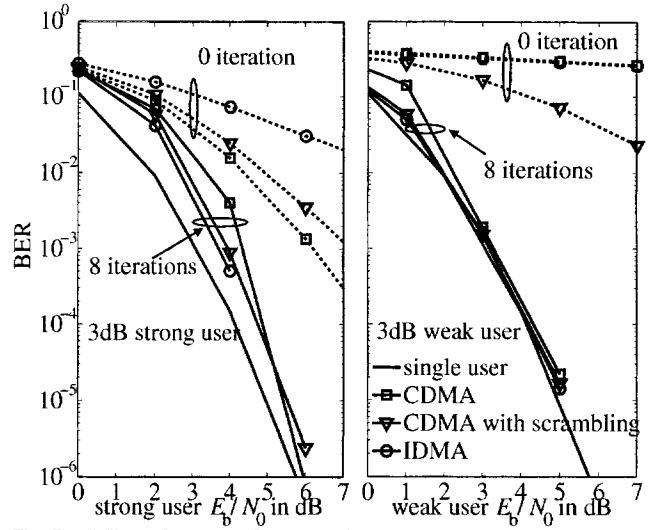 BER
10^0
10^-1
10^-2
10^-3
10^-4
10^-5
10^-6
0 iteration
8 iterations
3dB strong user
0 1 2 3 4 5 6 7
strong user E_b/N_0 in dB
0 iteration
8 iterations
3dB weak user
single user
CDMA
CDMA with scrambling
IDMA
0 1 2 3 4 5 6 7
weak user E_b/N_0 in dB